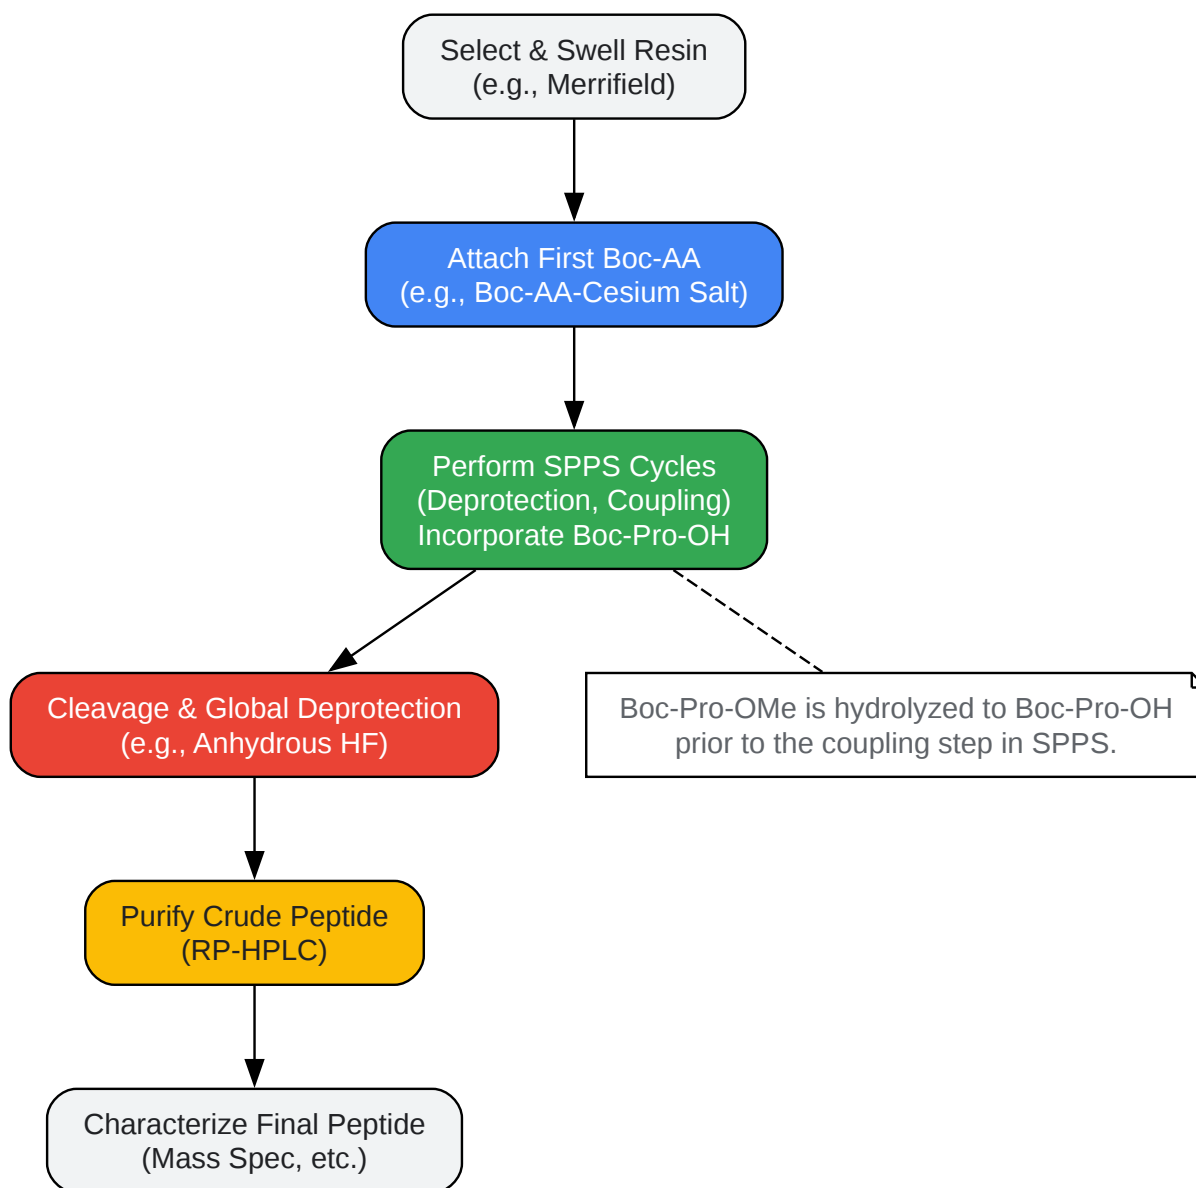 Select & Swell Resin
(e.g., Merrifield)
Attach First Boc-AA
(e.g., Boc-AA-Cesium Salt)
Perform SPPS Cycles
(Deprotection, Coupling)
Incorporate Boc-Pro-OH
Cleavage & Global Deprotection
(e.g., Anhydrous HF)
Boc-Pro-OMe is hydrolyzed to Boc-Pro-OH
prior to the coupling step in SPPS.
Purify Crude Peptide
(RP-HPLC)
Characterize Final Peptide
(Mass Spec, etc.)